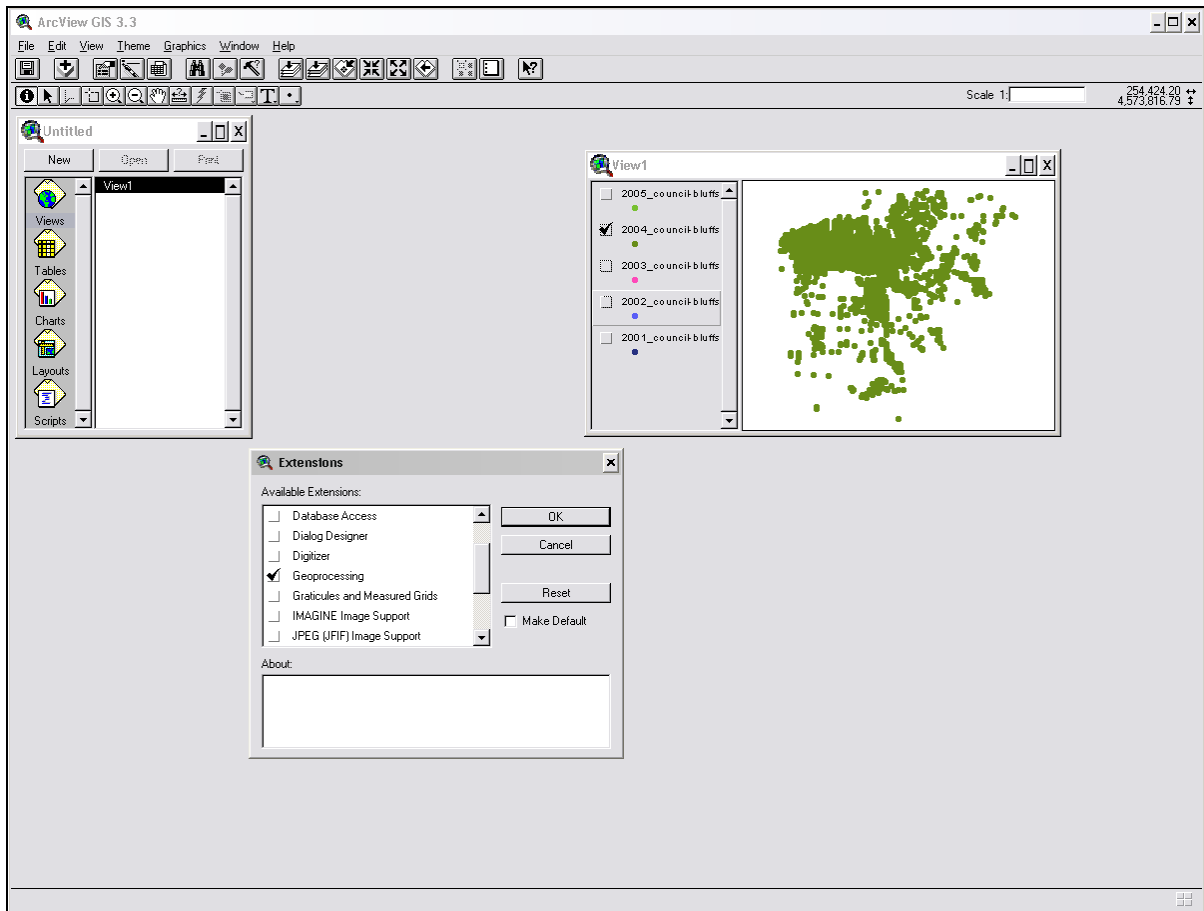 ArcView GIS 3.3
File Edit View Theme Graphics Window Help
Scale 1:
254,424.20
4,573,816.79
Untitled
New Open Print
View1
Views
Tables
Charts
Layouts
Scripts
View1
2005_council-bluffs
2004_council-bluffs
2003_council-bluffs
2002_council-bluffs
2001_council-bluffs
Extensions
Available Extensions:
Database Access
Dialog Designer
Digitizer
Geoprocessing
Graticules and Measured Grids
IMAGINE Image Support
JPEG (JFIF) Image Support
OK
Cancel
Reset
Make Default
About: